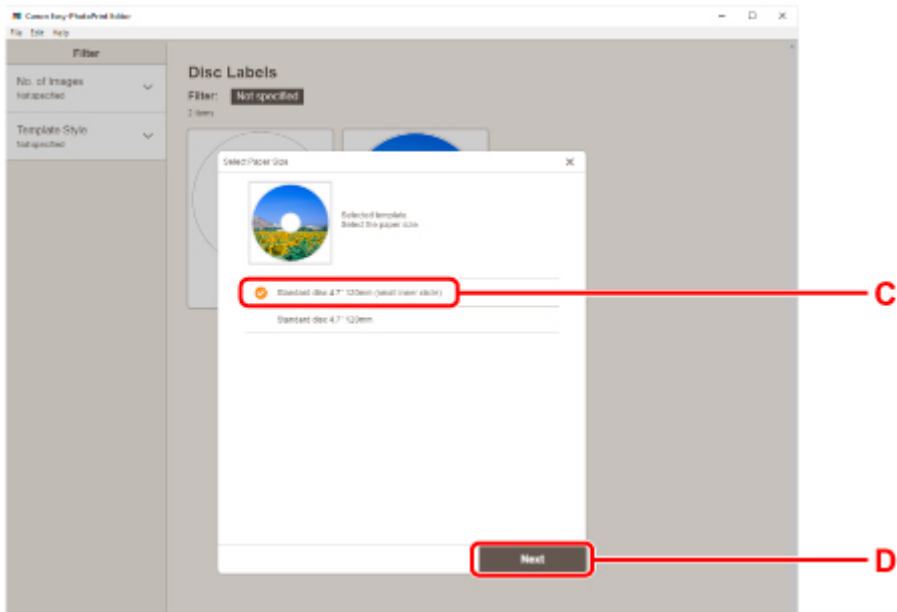 Canon Easy-PhotoPrint Editor
File Edit Help
Filter
No. of Images
Not specified
Template Style
Not specified
Disc Labels
Filter: Not specified
2 items
Select Paper Size
Selected template.
Select the paper size.
Standard disc 4.7" 120mm (small inner circle)
Standard disc 4.7" 120mm
Next
C
D